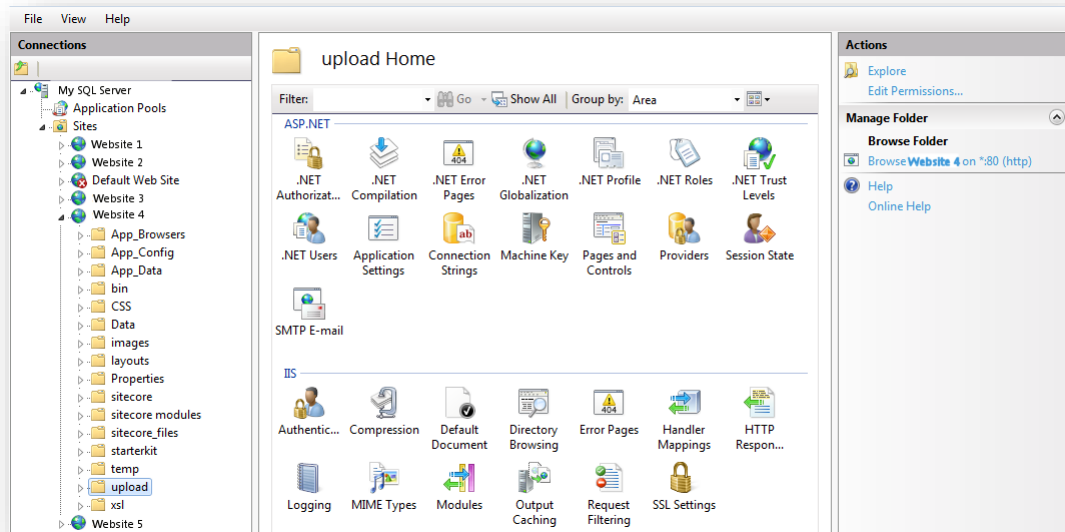 File View Help
Connections
My SQL Server
Application Pools
Sites
Website 1
Website 2
Default Web Site
Website 3
Website 4
App_Browsers
App_Config
App_Data
bin
CSS
Data
images
layouts
Properties
sitecore
sitecore modules
sitecore_files
starterkit
temp
upload
xsl
Website 5
upload Home
Filter: Go Show All Group by: Area
ASP.NET
.NET Authorizat...
.NET Compilation
404
.NET Error Pages
.NET Globalization
.NET Profile
.NET Roles
.NET Trust Levels
.NET Users
Application Settings
ab
Connection Strings
Machine Key
Pages and Controls
Providers
Session State
SMTP E-mail
IIS
Authentic...
Compression
Default Document
Directory Browsing
404
Error Pages
Handler Mappings
HTTP Respon...
Logging
MIME Types
Modules
Output Caching
Request Filtering
SSL Settings
Actions
Explore
Edit Permissions...
Manage Folder
Browse Folder
Browse Website 4 on *:80 (http)
Help
Online Help